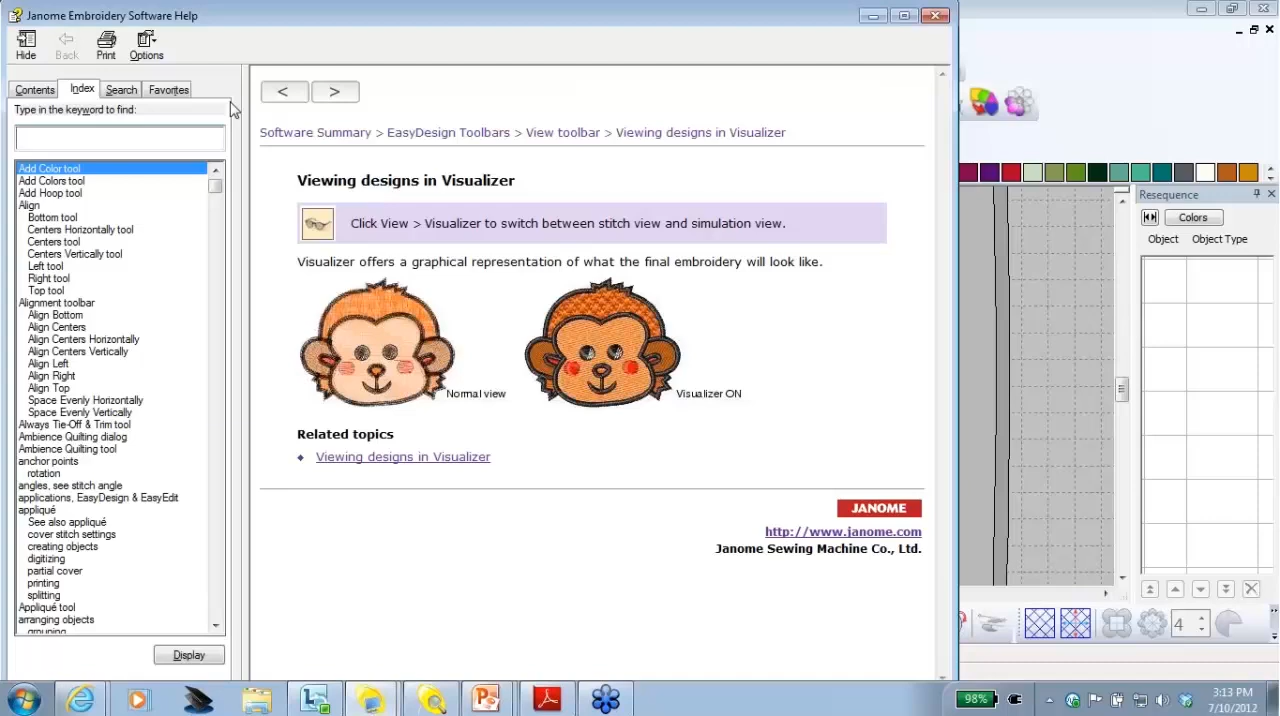 Janome Embroidery Software Help
Hide Back Print Options
Contents Index Search Favorites
Type in the keyword to find:
Add Color tool
Add Colors tool
Add Hoop tool
Align
Bottom tool
Centers Horizontally tool
Centers tool
Centers Vertically tool
Left tool
Right tool
Top tool
Alignment toolbar
Align Bottom
Align Centers
Align Centers Horizontally
Align Centers Vertically
Align Left
Align Right
Align Top
Space Evenly Horizontally
Space Evenly Vertically
Always Tie-Off & Trim tool
Ambience Quilting dialog
Ambience Quilting tool
anchor points
rotation
angles, see stitch angle
applications, EasyDesign & EasyEdit
appliqué
See also appliqué
cover stitch settings
creating objects
digitizing
partial cover
printing
splitting
Appliqué tool
arranging objects
grouping
Display
< >
Software Summary > EasyDesign Toolbars > View toolbar > Viewing designs in Visualizer
Viewing designs in Visualizer
Click View > Visualizer to switch between stitch view and simulation view.
Visualizer offers a graphical representation of what the final embroidery will look like.
Normal view
Visualizer ON
Related topics
Viewing designs in Visualizer
JANOME
http://www.janome.com
Janome Sewing Machine Co., Ltd.
Resequence
Colors
Object Object Type
4
98%
3:13 PM
7/10/2012